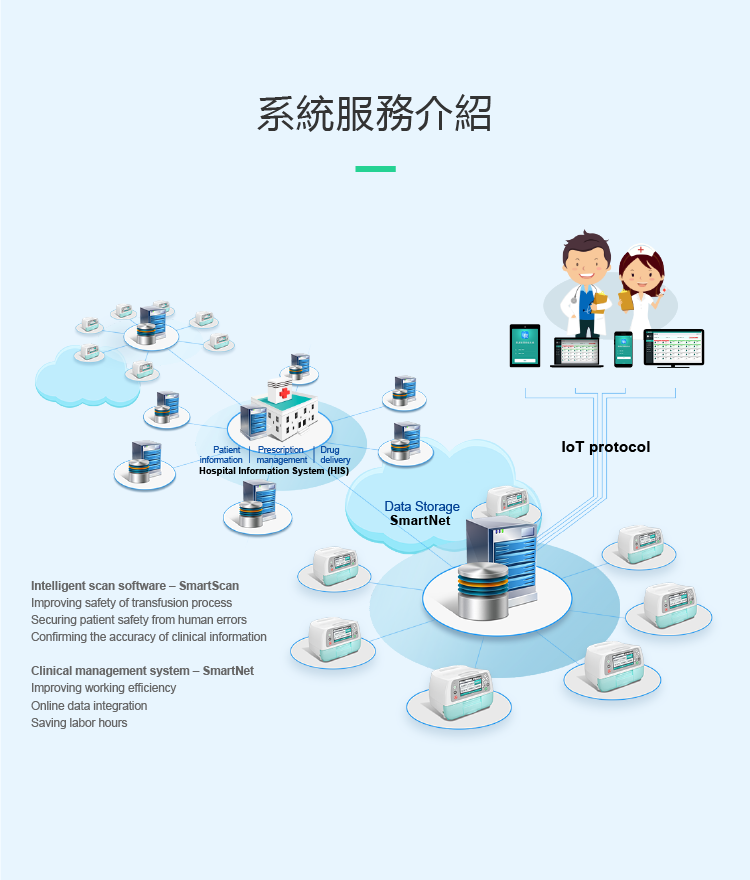 系統服務介紹
IoT protocol
Patient information
Prescription management
Drug delivery
Hospital Information System (HIS)
Data Storage
SmartNet
Intelligent scan software – SmartScan
Improving safety of transfusion process
Securing patient safety from human errors
Confirming the accuracy of clinical information
Clinical management system – SmartNet
Improving working efficiency
Online data integration
Saving labor hours